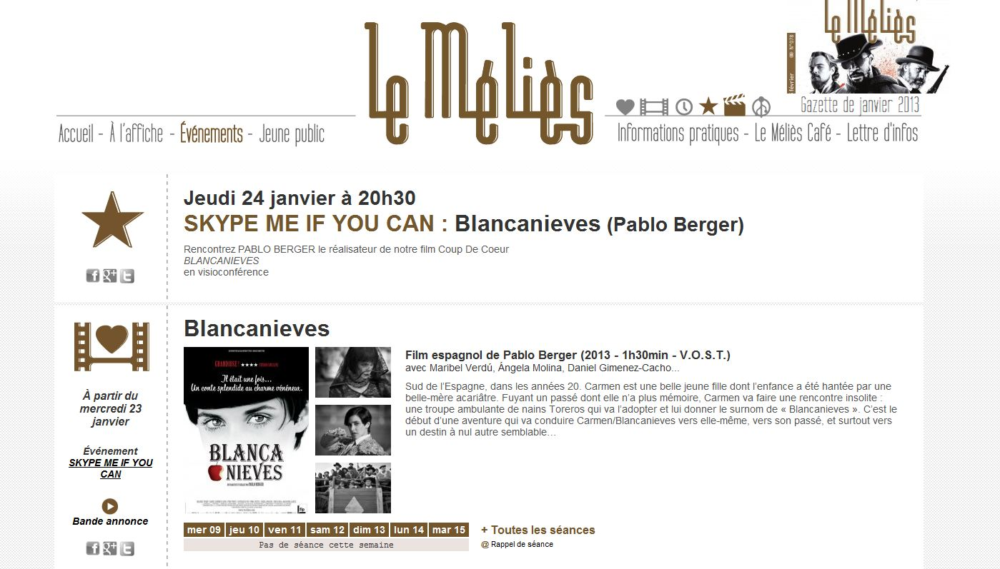 Le Méliès
Le Méliès
février
N°078
Gazette de janvier 2013
Accueil - À l'affiche - Événements - Jeune public
Informations pratiques - Le Méliès Café - Lettre d'infos
Jeudi 24 janvier à 20h30
SKYPE ME IF YOU CAN : Blancanieves (Pablo Berger)
Rencontrez PABLO BERGER le réalisateur de notre film Coup De Coeur
BLANCANIEVES
en visioconférence
À partir du
mercredi 23
janvier
Événement
SKYPE ME IF YOU
CAN
Bande annonce
Blancanieves
GRANDIOSE !
Il était une fois...
Un conte splendide au charme vénéneux.
BLANCA
NIEVES
Film espagnol de Pablo Berger (2013 - 1h30min - V.O.S.T.)
avec Maribel Verdú, Ángela Molina, Daniel Gimenez-Cacho...
Sud de l’Espagne, dans les années 20. Carmen est une belle jeune fille dont l’enfance a été hantée par une
belle-mère acariâtre. Fuyant un passé dont elle n’a plus mémoire, Carmen va faire une rencontre insolite :
une troupe ambulante de nains Toreros qui va l’adopter et lui donner le surnom de « Blancanieves ». C’est le
début d’une aventure qui va conduire Carmen/Blancanieves vers elle-même, vers son passé, et surtout vers
un destin à nul autre semblable…
mer 09 jeu 10 ven 11 sam 12 dim 13 lun 14 mar 15
Pas de séance cette semaine
+ Toutes les séances
@ Rappel de séance